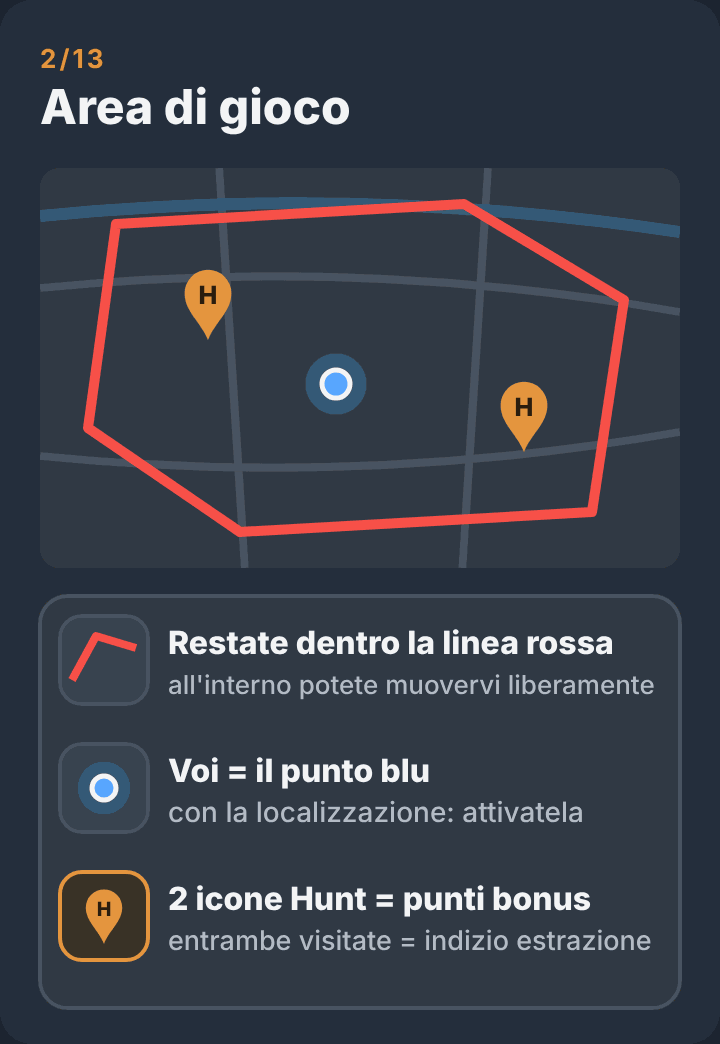 2/13
Area di gioco
H
H
Restate dentro la linea rossa
all'interno potete muovervi liberamente
Voi = il punto blu
con la localizzazione: attivatela
H
2 icone Hunt = punti bonus
entrambe visitate = indizio estrazione